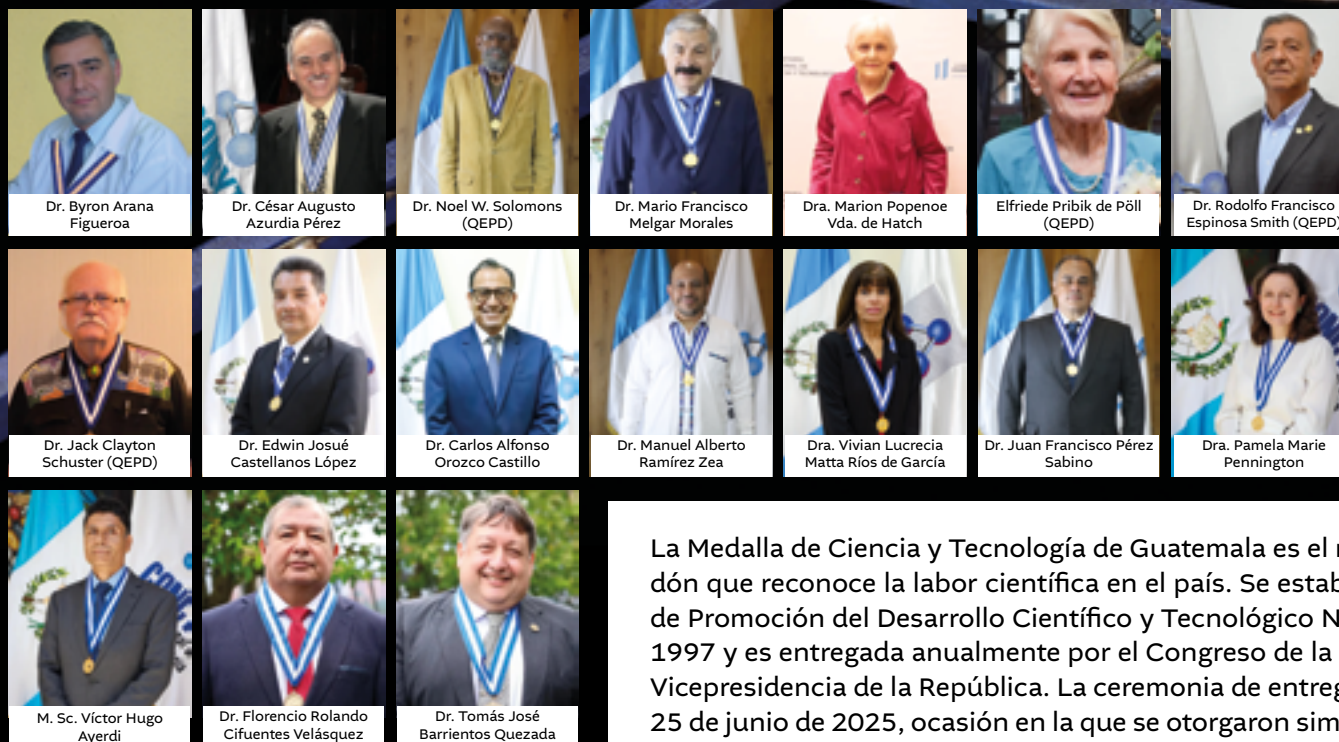 Dr. Byron Arana
Figueroa
Dr. César Augusto
Azurdia Pérez
Dr. Noel W. Solomons
(QEPD)
Dr. Mario Francisco
Melgar Morales
Dra. Marion Popenoe
Vda. de Hatch
Elfriede Pribik de Pöll
(QEPD)
Dr. Rodolfo Francisco
Espinosa Smith (QEPD)
Dr. Jack Clayton
Schuster (QEPD)
Dr. Edwin Josué
Castellanos López
Dr. Carlos Alfonso
Orozco Castillo
Dr. Manuel Alberto
Ramírez Zea
Dra. Vivian Lucrecia
Matta Ríos de García
Dr. Juan Francisco Pérez
Sabino
Dra. Pamela Marie
Pennington
M. Sc. Víctor Hugo
Ayerdi
Dr. Florencio Rolando
Cifuentes Velásquez
Dr. Tomás José
Barrientos Quezada
La Medalla de Ciencia y Tecnología de Guatemala es el
dón que reconoce la labor científica en el país. Se estab
de Promoción del Desarrollo Científico y Tecnológico N
1997 y es entregada anualmente por el Congreso de la
Vicepresidencia de la República. La ceremonia de entreg
25 de junio de 2025, ocasión en la que se otorgaron sim